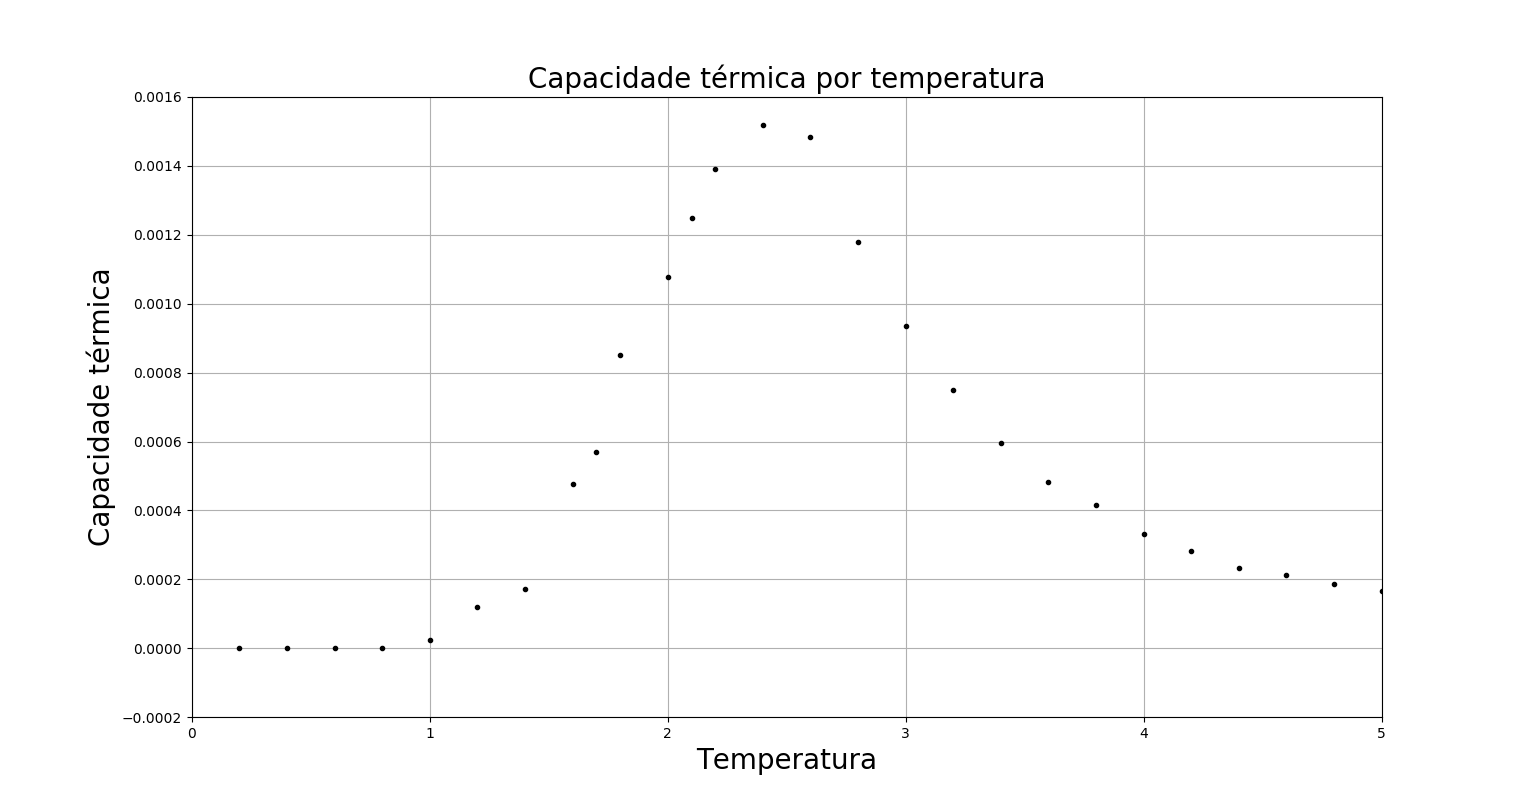 Capacidade térmica por temperatura
0.0016
0.0014
0.0012
0.0010
0.0008
0.0006
0.0004
0.0002
0.0000
−0.0002
Capacidade térmica
0 1 2 3 4 5
Temperatura